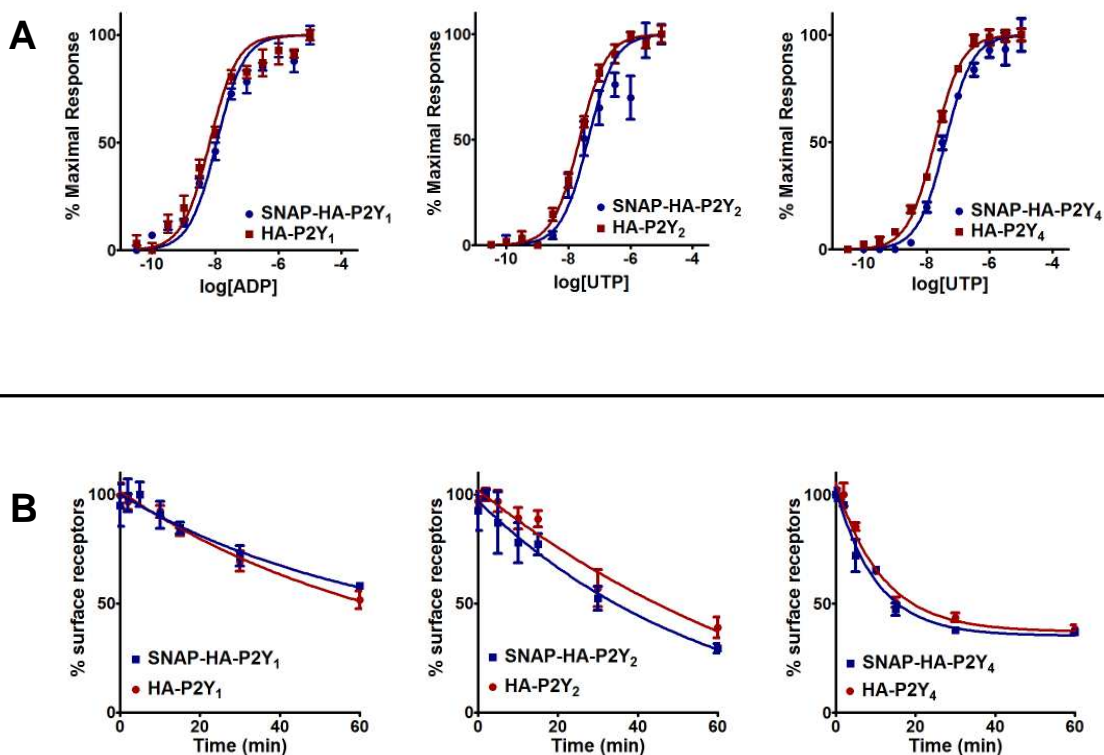 A
% Maximal Response
100
50
0
-10 -8 -6 -4
log[ADP]
SNAP-HA-P2Y₁
HA-P2Y₁
% Maximal Response
100
50
0
-10 -8 -6 -4
log[UTP]
SNAP-HA-P2Y₂
HA-P2Y₂
% Maximal Response
100
50
0
-10 -8 -6 -4
log[UTP]
SNAP-HA-P2Y₄
HA-P2Y₄
B
% surface receptors
100
50
0
0 20 40 60
Time (min)
SNAP-HA-P2Y₁
HA-P2Y₁
% surface receptors
100
50
0
0 20 40 60
Time (min)
SNAP-HA-P2Y₂
HA-P2Y₂
% surface receptors
100
50
0
0 20 40 60
Time (min)
SNAP-HA-P2Y₄
HA-P2Y₄